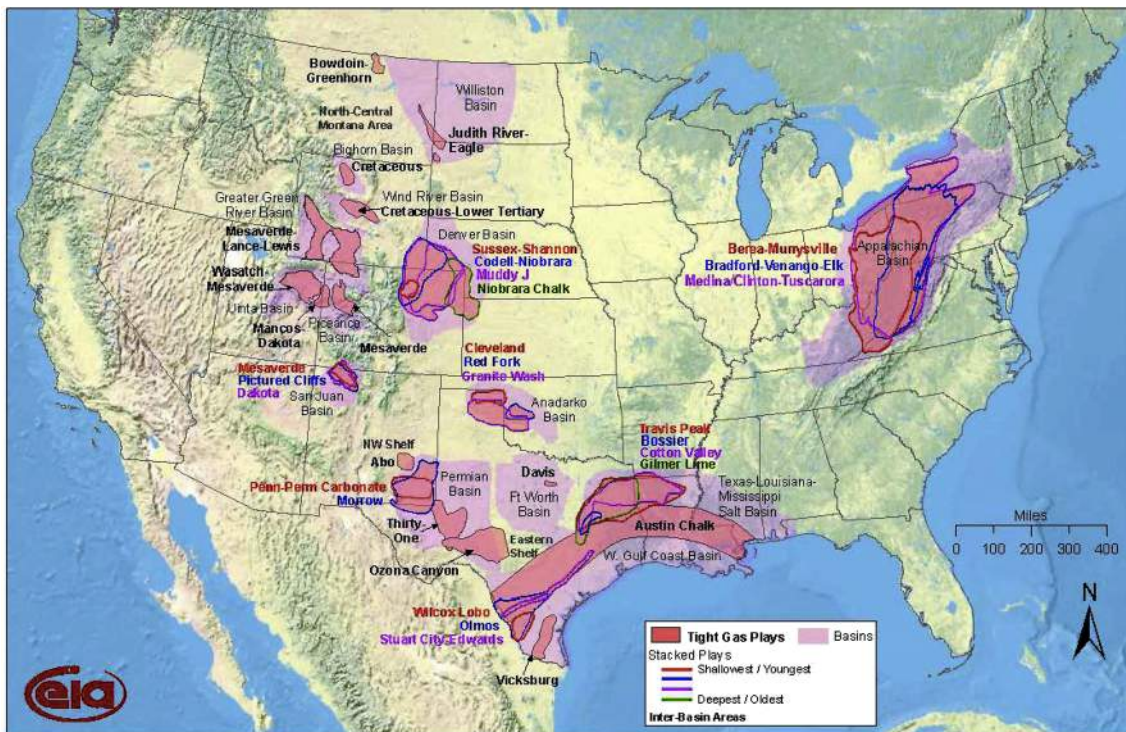 Bowdoin-
Greenhorn
Williston
Basin
North-Central
Montana Area
Judith River-
Eagle
Bighorn Basin
Cretaceous
Greater Green
River Basin
Wind River Basin
Cretaceous-Lower Tertiary
Mesaverde-
Lance-Lewis
Denver Basin
Sussex-Shannon
Codell-Niobrara
Muddy J
Niobrara Chalk
Berea-Murrysville
Bradford-Venango-Elk
Medina/Clinton-Tuscarora
Appalachian
Basin
Wasatch-
Mesaverde
Uinta Basin
Piceance
Basin
Mancos-
Dakota
Mesaverde
Mesaverde
Pictured Cliffs
Dakota
San Juan
Basin
Cleveland
Red Fork
Granite Wash
Anadarko
Basin
Travis Peak
Bossier
Cotton Valley
Gilmer Lime
NW Shelf
Abo
Permian
Basin
Davis
Ft Worth
Basin
Texas-Louisiana-
Mississippi
Salt Basin
Penn-Perm Carbonate
Morrow
Thirty
One
Eastern
Shelf
Austin Chalk
Ozona Canyon
W. Gulf Coast Basin
Wilcox Lobo
Olmos
Stuart City-Edwards
Vicksburg
Miles
0 100 200 300 400
N
Tight Gas Plays
Basins
Stacked Plays
Shallowest / Youngest
Deepest / Oldest
Inter-Basin Areas
eia